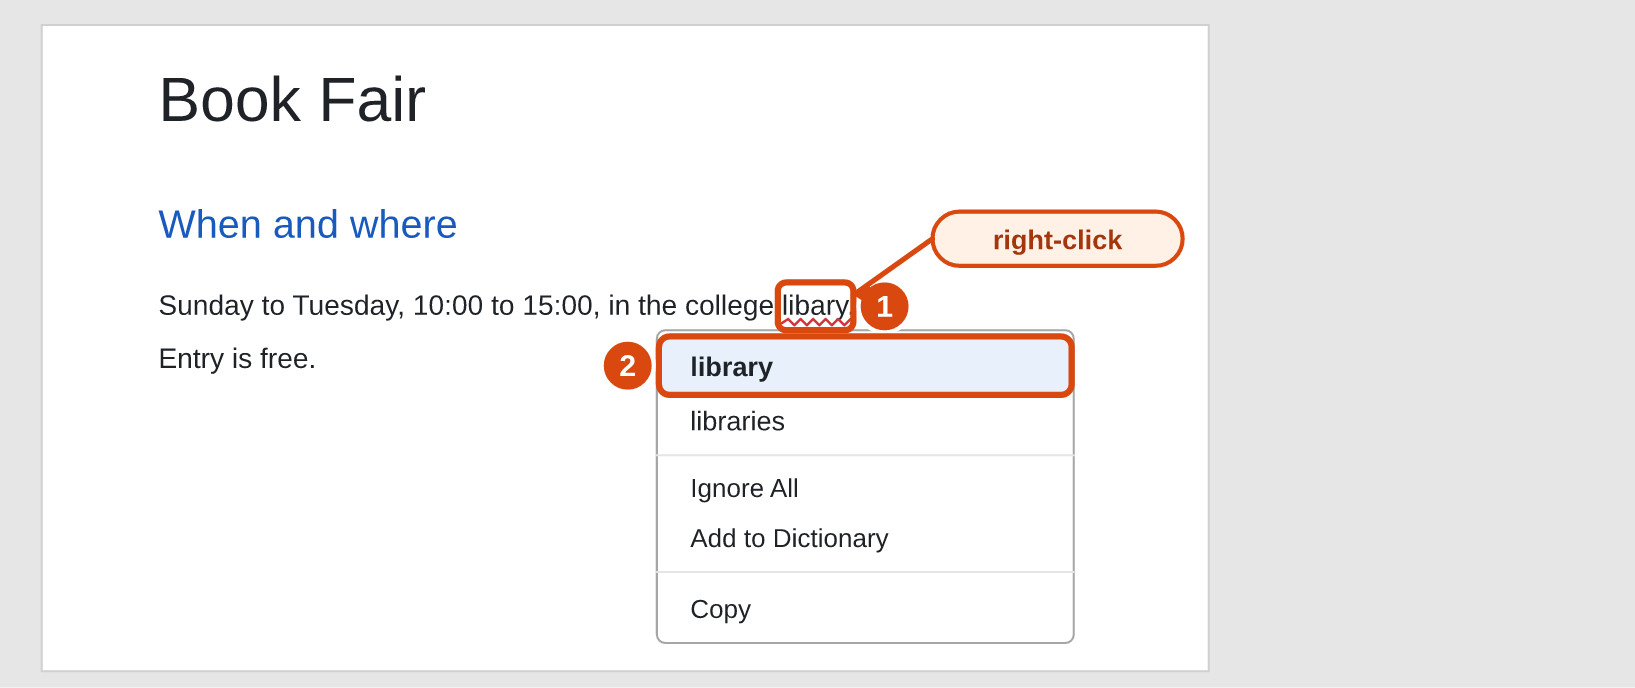 Book Fair
When and where
right-click
Sunday to Tuesday, 10:00 to 15:00, in the college libary. 1
Entry is free.
2 library
libraries
Ignore All
Add to Dictionary
Copy